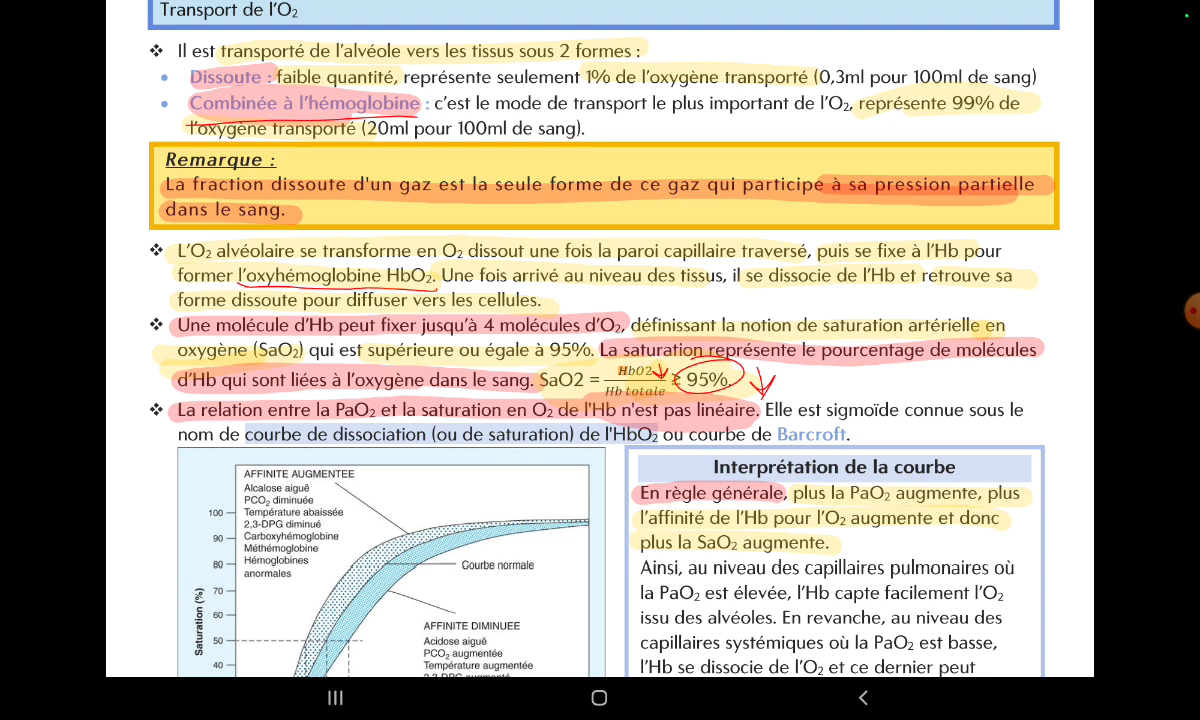 Transport de l'O₂
❖ Il est transporté de l'alvéole vers les tissus sous 2 formes :
• Dissoute : faible quantité, représente seulement 1% de l'oxygène transporté (0,3ml pour 100ml de sang)
• Combinée à l'hémoglobine : c'est le mode de transport le plus important de l'O₂, représente 99% de
l'oxygène transporté (20ml pour 100ml de sang).
Remarque :
La fraction dissoute d'un gaz est la seule forme de ce gaz qui participe à sa pression partielle
dans le sang.
❖ L'O₂ alvéolaire se transforme en O₂ dissout une fois la paroi capillaire traversé, puis se fixe à l'Hb pour
former l'oxyhémoglobine HbO₂. Une fois arrivé au niveau des tissus, il se dissocie de l'Hb et retrouve sa
forme dissoute pour diffuser vers les cellules.
❖ Une molécule d'Hb peut fixer jusqu'à 4 molécules d'O₂, définissant la notion de saturation artérielle en
oxygène (SaO₂) qui est supérieure ou égale à 95%. La saturation représente le pourcentage de molécules
d'Hb qui sont liées à l'oxygène dans le sang. SaO2 = HbO2 / Hb totale ≥ 95%.
❖ La relation entre la PaO₂ et la saturation en O₂ de l'Hb n'est pas linéaire. Elle est sigmoïde connue sous le
nom de courbe de dissociation (ou de saturation) de l'HbO₂ ou courbe de Barcroft.
AFFINITE AUGMENTEE
Alcalose aiguë
PCO₂ diminuée
Température abaissée
2,3-DPG diminué
Carboxyhémoglobine
Méthémoglobine
Hémoglobines
anormales
100
90
80
70
60
50
40
Saturation (%)
Courbe normale
AFFINITE DIMINUEE
Acidose aiguë
PCO₂ augmentée
Température augmentée
2,3-DPG augmenté
Interprétation de la courbe
En règle générale, plus la PaO₂ augmente, plus
l'affinité de l'Hb pour l'O₂ augmente et donc
plus la SaO₂ augmente.
Ainsi, au niveau des capillaires pulmonaires où
la PaO₂ est élevée, l'Hb capte facilement l'O₂
issu des alvéoles. En revanche, au niveau des
capillaires systémiques où la PaO₂ est basse,
l'Hb se dissocie de l'O₂ et ce dernier peut